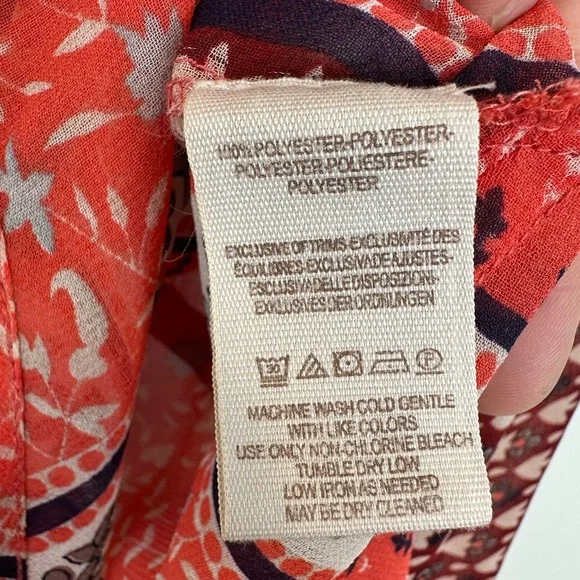 100% POLYESTER-POLYESTER-
POLYESTER-POLIESTERE-
POLYESTER
EXCLUSIVE OF TRIMS-EXCLUSIVITÉ DES
ÉQUILIBRES-EXCLUSIVA DE AJUSTES-
ESCLUSIVA DELLE DISPOSIZION-
EXKLUSIVES DER ORDNUNGEN
30 P
MACHINE WASH COLD GENTLE
WITH LIKE COLORS
USE ONLY NON-CHLORINE BLEACH
TUMBLE DRY LOW
LOW IRON AS NEEDED
MAY BE DRY CLEANED